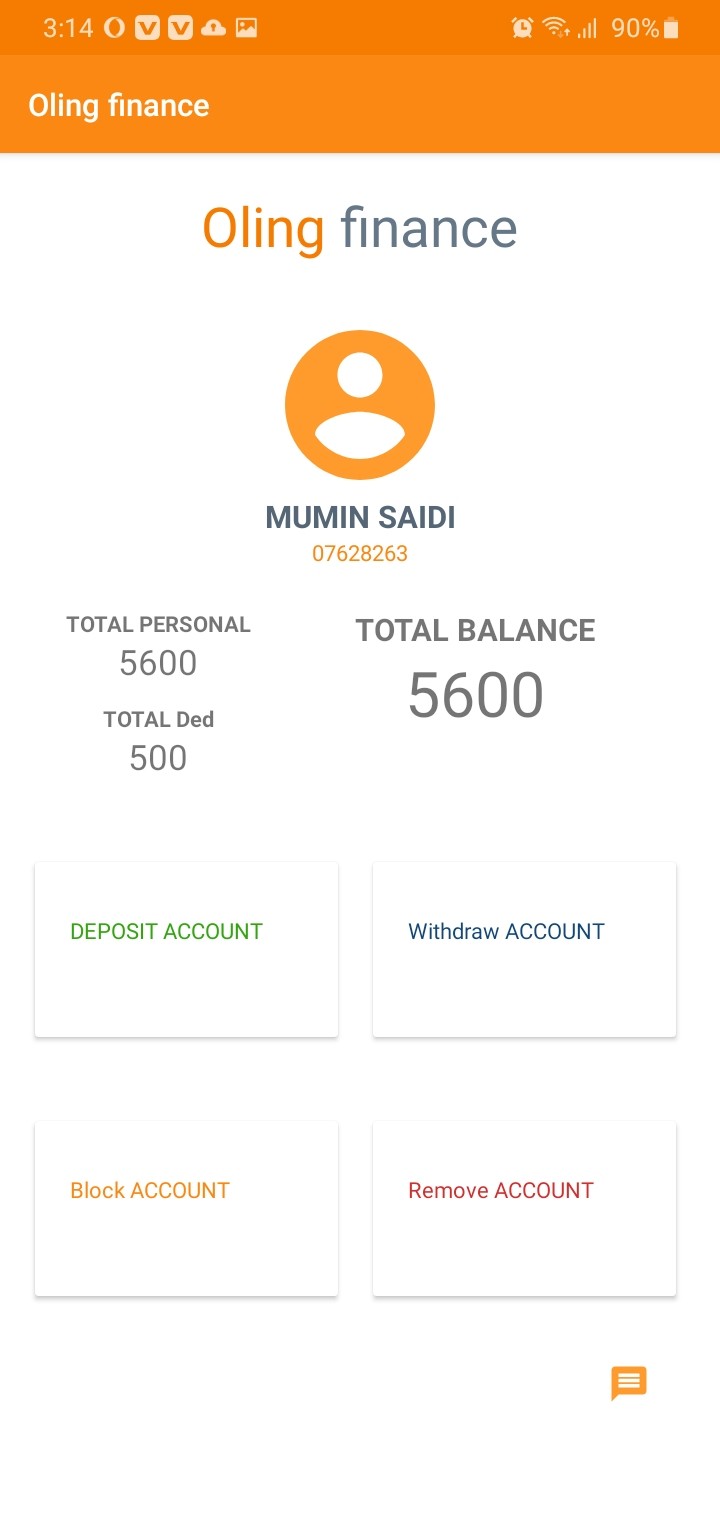 3:14
90%
Oling finance
Oling finance
MUMIN SAIDI
07628263
TOTAL PERSONAL
5600
TOTAL Ded
500
TOTAL BALANCE
5600
DEPOSIT ACCOUNT
Withdraw ACCOUNT
Block ACCOUNT
Remove ACCOUNT